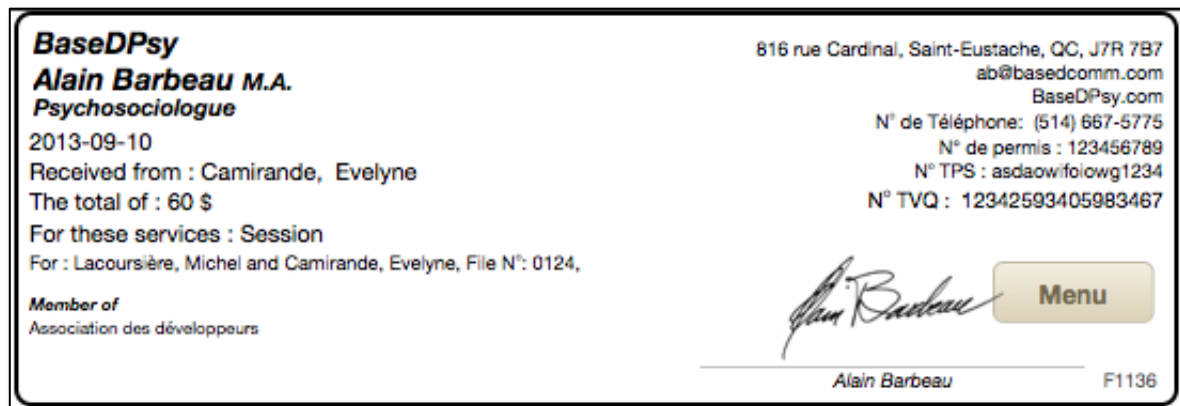 BaseDPsy
Alain Barbeau M.A.
Psychosociologue
2013-09-10
Received from : Camirande, Evelyne
The total of : 60 $
For these services : Session
For : Lacoursière, Michel and Camirande, Evelyne, File N°: 0124,
Member of
Association des développeurs
816 rue Cardinal, Saint-Eustache, QC, J7R 7B7
ab@basedcomm.com
BaseDPsy.com
N° de Téléphone: (514) 667-5775
N° de permis : 123456789
N° TPS : asdaowifoiowg1234
N° TVQ : 12342593405983467
Alain Barbeau
Menu
Alain Barbeau
F1136